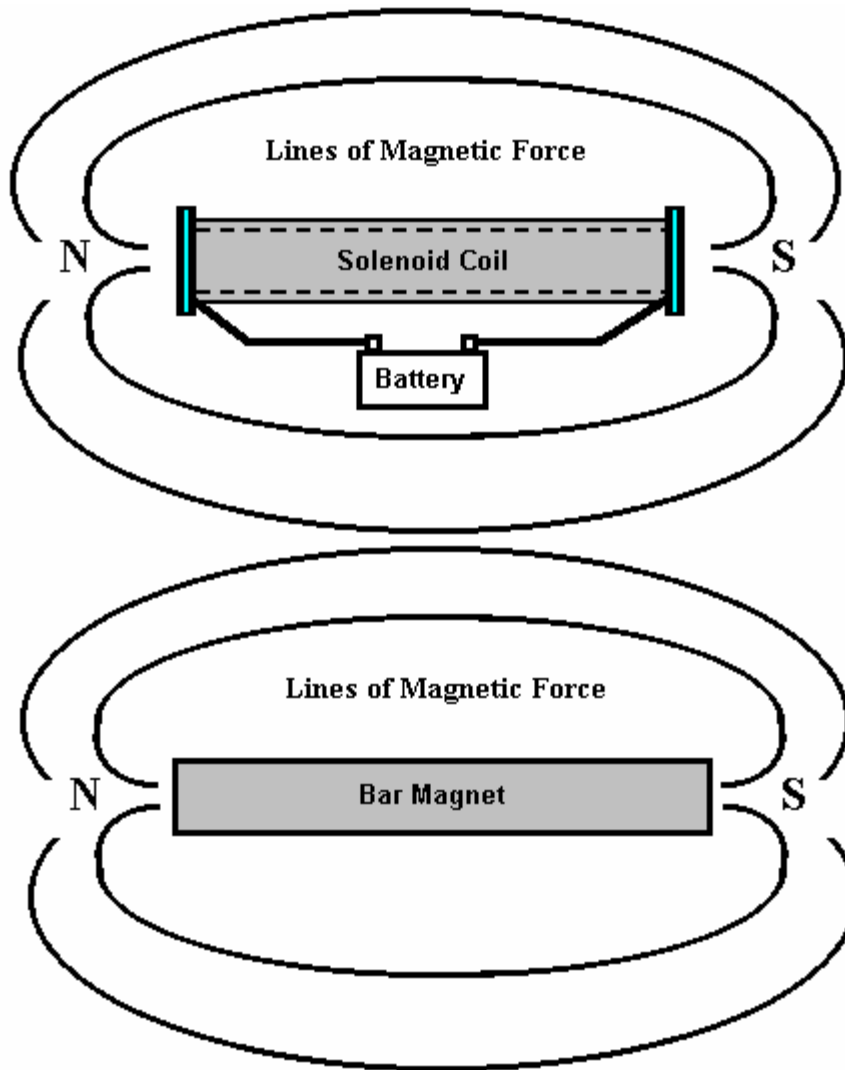 Lines of Magnetic Force
N
Solenoid Coil
S
Battery
Lines of Magnetic Force
N
Bar Magnet
S